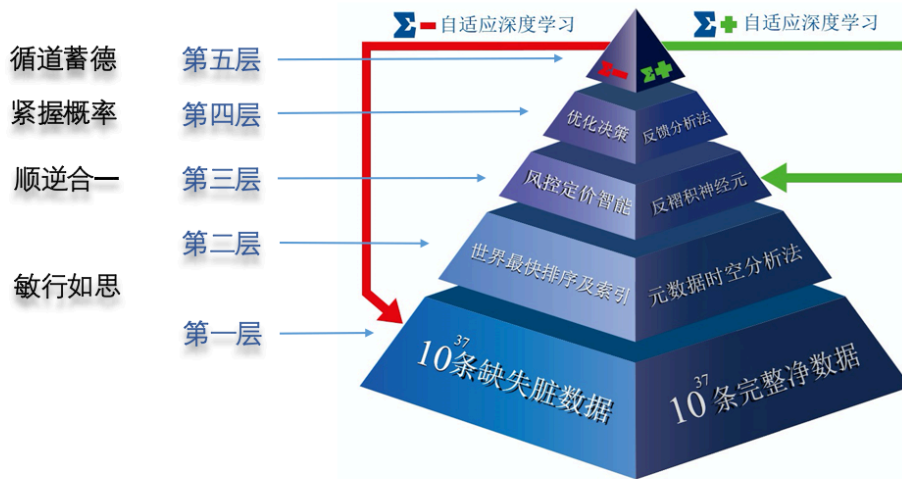 Σ-自适应深度学习
Σ+自适应深度学习
循道蓄德
第五层
Σ-
Σ+
紧握概率
第四层
优化决策
反馈分析法
顺逆合一
第三层
风控定价智能
反褶积神经元
第二层
世界最快排序及索引
元数据时空分析法
敏行如思
第一层
10³⁷条缺失脏数据
10³⁷条完整净数据